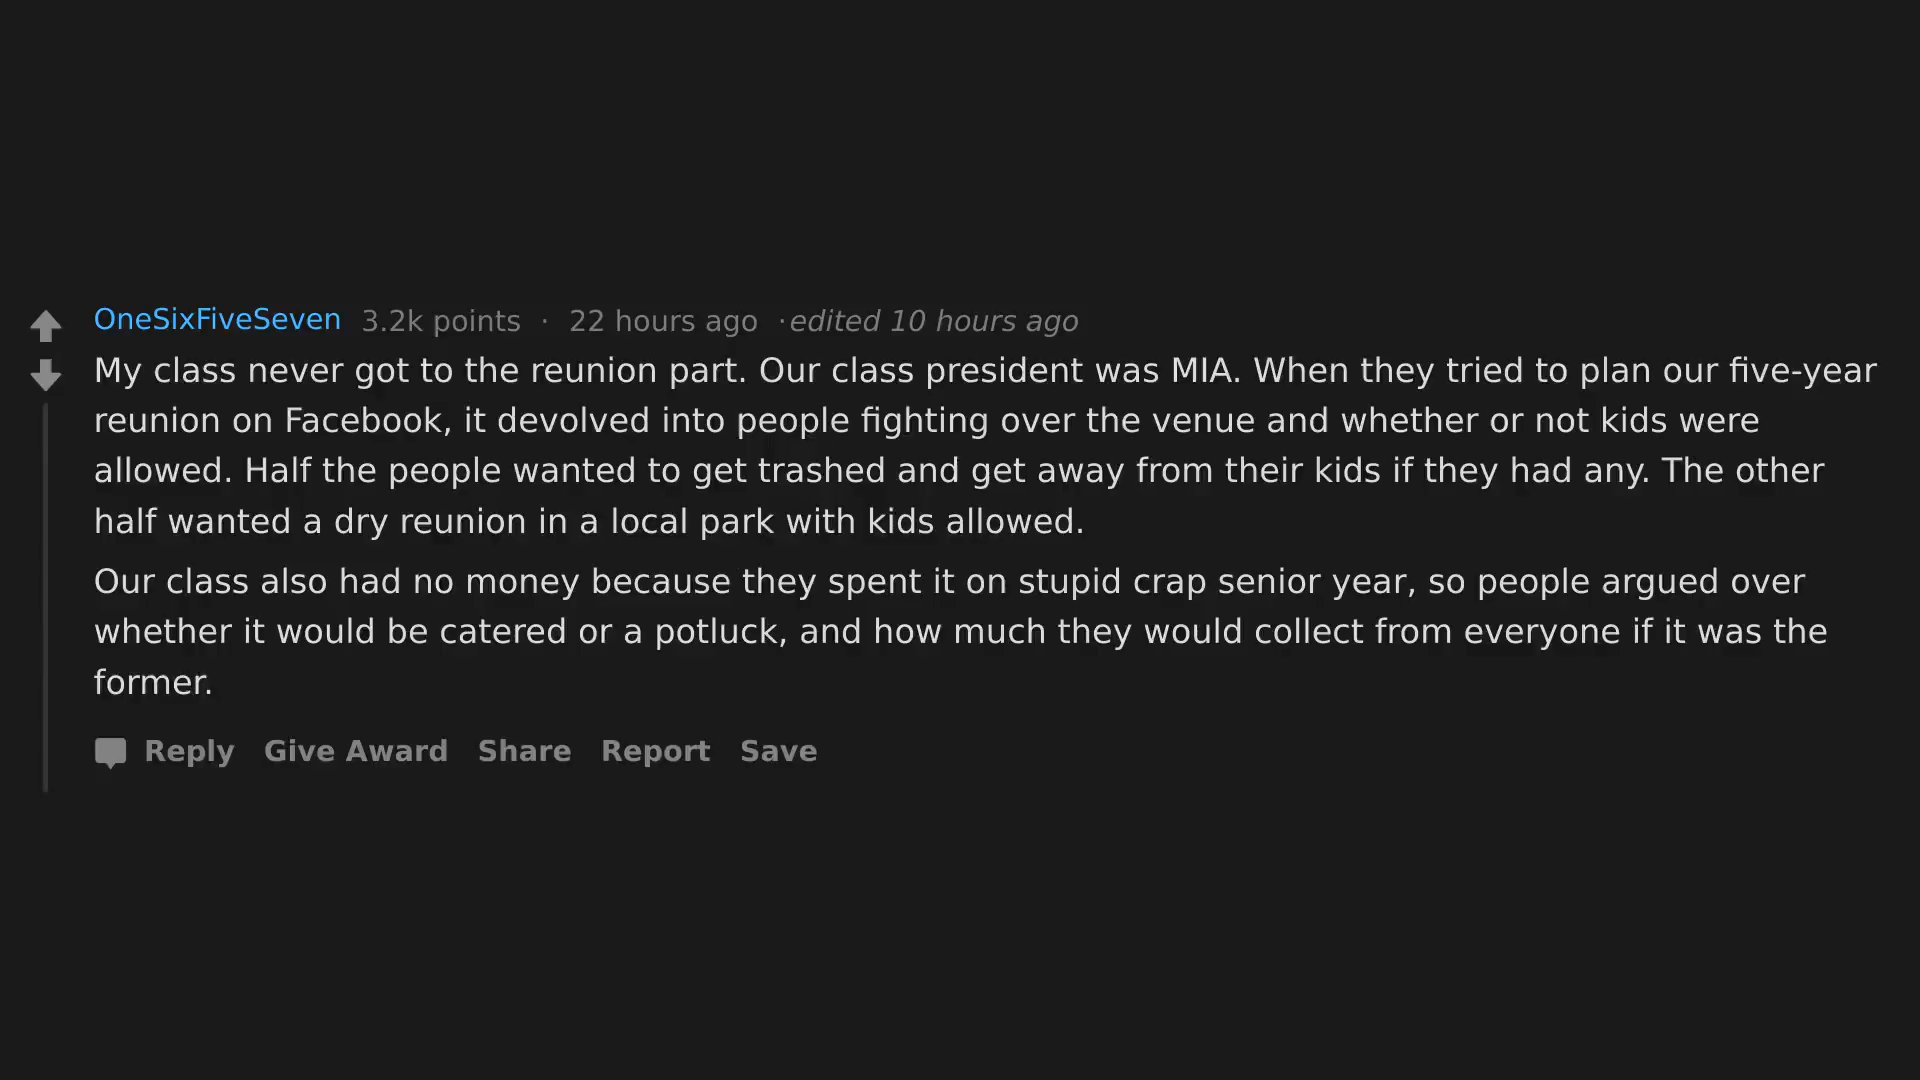 OneSixFiveSeven 3.2k points · 22 hours ago ·edited 10 hours ago
My class never got to the reunion part. Our class president was MIA. When they tried to plan our five-year
reunion on Facebook, it devolved into people fighting over the venue and whether or not kids were
allowed. Half the people wanted to get trashed and get away from their kids if they had any. The other
half wanted a dry reunion in a local park with kids allowed.
Our class also had no money because they spent it on stupid crap senior year, so people argued over
whether it would be catered or a potluck, and how much they would collect from everyone if it was the
former.
Reply Give Award Share Report Save